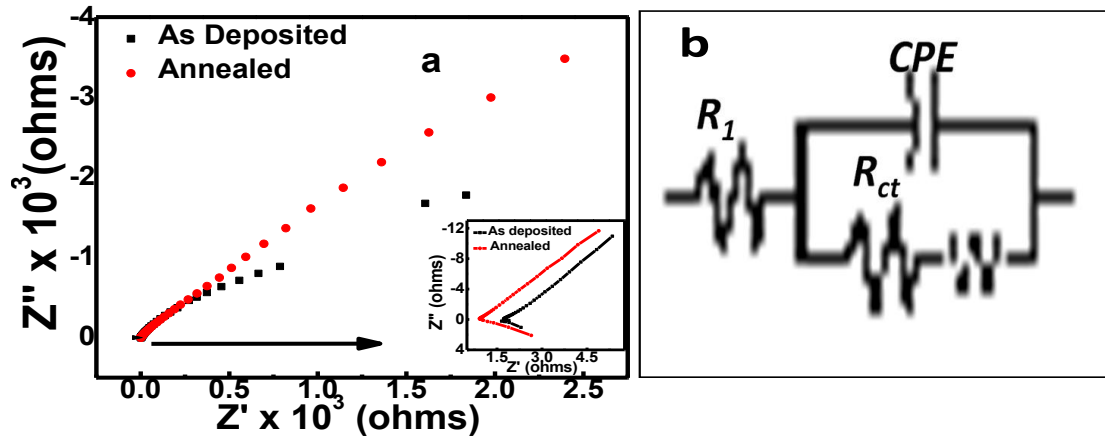 -4
As Deposited
Annealed
a
-3
-2
-1
0
Z'' x 10³ (ohms)
0.0 0.5 1.0 1.5 2.0 2.5
Z' x 10³ (ohms)
As deposited
Annealed
-12
-8
-4
0
4
Z'' (ohms)
1.5 3.0 4.5
Z' (ohms)
b
CPE
R₁
R_ct
W